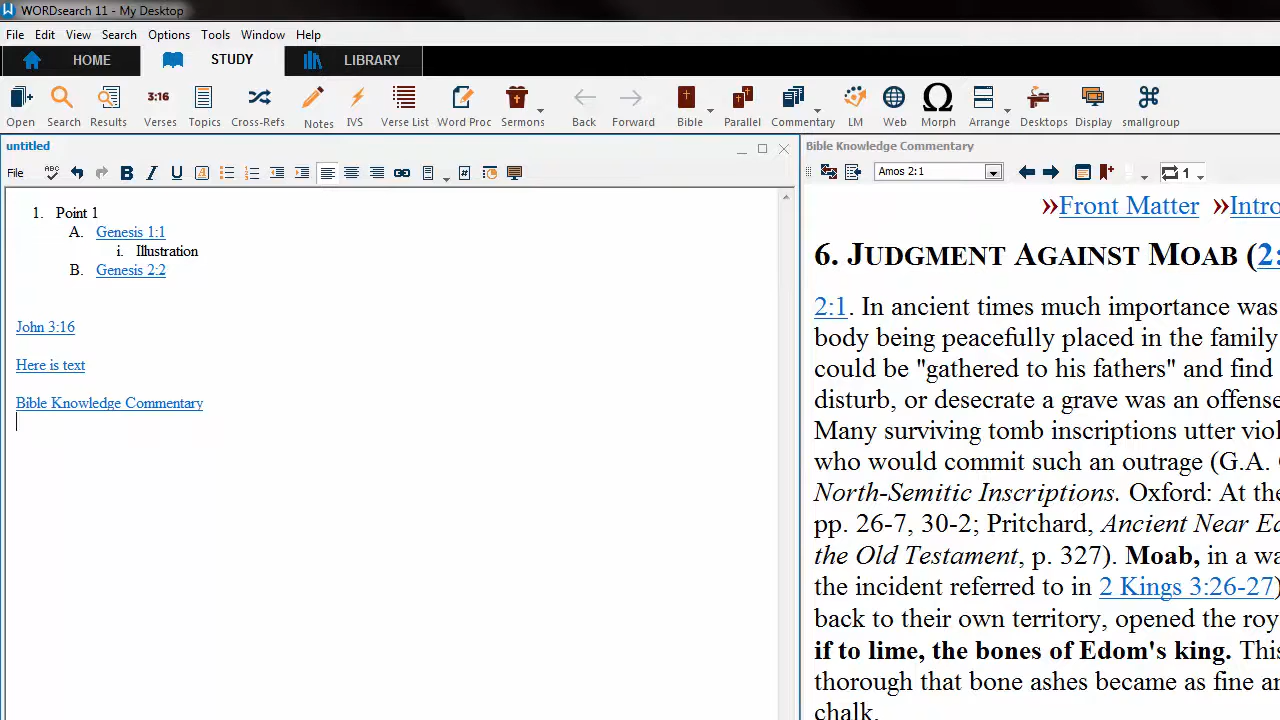 WORDsearch 11 - My Desktop
File Edit View Search Options Tools Window Help
HOME STUDY LIBRARY
3:16
Open Search Results Verses Topics Cross-Refs Notes IVS Verse List Word Proc Sermons Back Forward Bible Parallel Commentary LM Web Morph Arrange Desktops Display smallgroup
untitled
File ABC B I U A # 
1. Point 1
A. Genesis 1:1
i. Illustration
B. Genesis 2:2
John 3:16
Here is text
Bible Knowledge Commentary
Bible Knowledge Commentary
Amos 2:1 1
»Front Matter »Intro
6. JUDGMENT AGAINST MOAB (2:
2:1. In ancient times much importance was
body being peacefully placed in the family
could be "gathered to his fathers" and find
disturb, or desecrate a grave was an offense
Many surviving tomb inscriptions utter viol
who would commit such an outrage (G.A. 
North-Semitic Inscriptions. Oxford: At the
pp. 26-7, 30-2; Pritchard, Ancient Near Ea
the Old Testament, p. 327). Moab, in a wa
the incident referred to in 2 Kings 3:26-27)
back to their own territory, opened the roy
if to lime, the bones of Edom's king. This
thorough that bone ashes became as fine an
chalk.